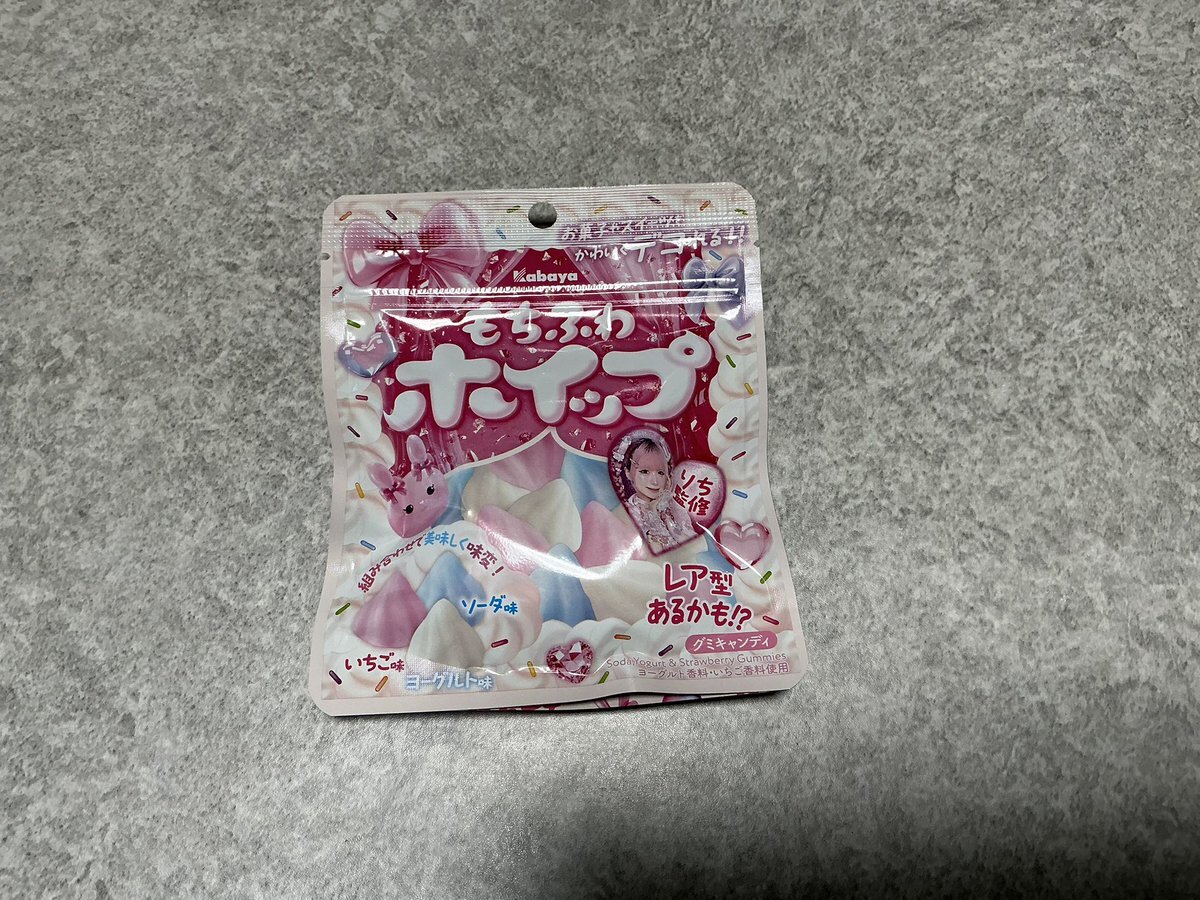 お菓子やスイーツに
かわいくデコれる!!
Kabaya
もちふわ
ホイップ
りち
監修
組み合わせで美味しく味変!
ソーダ味
いちご味
ヨーグルト味
レア型
あるかも!?
グミキャンディ
Soda,Yogurt & Strawberry Gummies
ヨーグルト香料・いちご香料使用